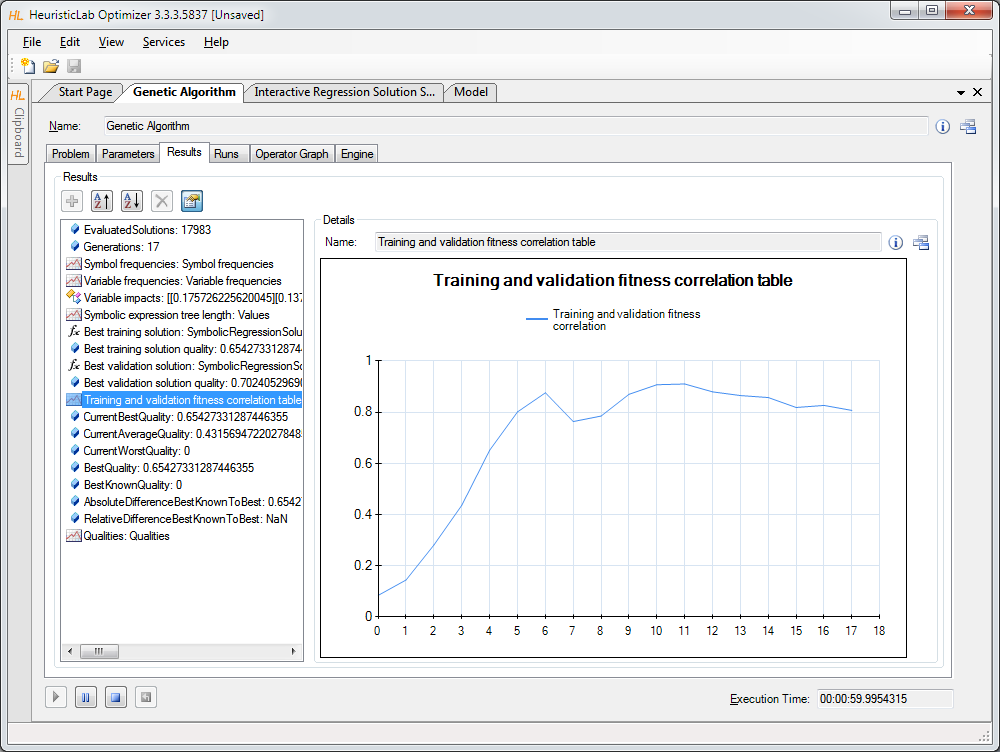 HL HeuristicLab Optimizer 3.3.3.5837 [Unsaved]
File Edit View Services Help
HL Clipboard
Start Page Genetic Algorithm Interactive Regression Solution S... Model
Name: Genetic Algorithm
Problem Parameters Results Runs Operator Graph Engine
Results
EvaluatedSolutions: 17983
Generations: 17
Symbol frequencies: Symbol frequencies
Variable frequencies: Variable frequencies
Variable impacts: [[0.175726225620045][0.137
Symbolic expression tree length: Values
Best training solution: SymbolicRegressionSolu
Best training solution quality: 0.654273312874
Best validation solution: SymbolicRegressionSo
Best validation solution quality: 0.7024052969
Training and validation fitness correlation table
CurrentBestQuality: 0.65427331287446355
CurrentAverageQuality: 0.4315694722027848
CurrentWorstQuality: 0
BestQuality: 0.65427331287446355
BestKnownQuality: 0
AbsoluteDifferenceBestKnownToBest: 0.6542
RelativeDifferenceBestKnownToBest: NaN
Qualities: Qualities
Details
Name: Training and validation fitness correlation table
Training and validation fitness correlation table
Training and validation fitness
correlation
1
0.8
0.6
0.4
0.2
0
0 1 2 3 4 5 6 7 8 9 10 11 12 13 14 15 16 17 18
Execution Time: 00:00:59.9954315